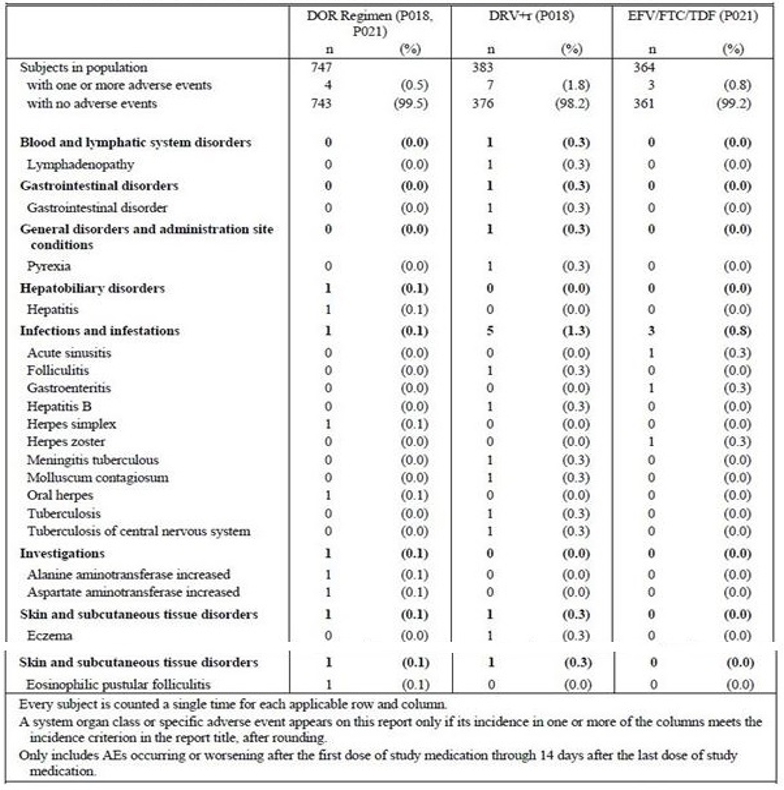 DOR Regimen (P018, DRV+r (P018) EFV/FTC/TDF (P021)
P021)
n (%) n (%) n (%)
Subjects in population 747 383 364
with one or more adverse events 4 (0.5) 7 (1.8) 3 (0.8)
with no adverse events 743 (99.5) 376 (98.2) 361 (99.2)
Blood and lymphatic system disorders 0 (0.0) 1 (0.3) 0 (0.0)
Lymphadenopathy 0 (0.0) 1 (0.3) 0 (0.0)
Gastrointestinal disorders 0 (0.0) 1 (0.3) 0 (0.0)
Gastrointestinal disorder 0 (0.0) 1 (0.3) 0 (0.0)
General disorders and administration site 0 (0.0) 1 (0.3) 0 (0.0)
conditions
Pyrexia 0 (0.0) 1 (0.3) 0 (0.0)
Hepatobiliary disorders 1 (0.1) 0 (0.0) 0 (0.0)
Hepatitis 1 (0.1) 0 (0.0) 0 (0.0)
Infections and infestations 1 (0.1) 5 (1.3) 3 (0.8)
Acute sinusitis 0 (0.0) 0 (0.0) 1 (0.3)
Folliculitis 0 (0.0) 1 (0.3) 0 (0.0)
Gastroenteritis 0 (0.0) 0 (0.0) 1 (0.3)
Hepatitis B 0 (0.0) 1 (0.3) 0 (0.0)
Herpes simplex 1 (0.1) 0 (0.0) 0 (0.0)
Herpes zoster 0 (0.0) 0 (0.0) 1 (0.3)
Meningitis tuberculous 0 (0.0) 1 (0.3) 0 (0.0)
Molluscum contagiosum 0 (0.0) 1 (0.3) 0 (0.0)
Oral herpes 1 (0.1) 0 (0.0) 0 (0.0)
Tuberculosis 0 (0.0) 1 (0.3) 0 (0.0)
Tuberculosis of central nervous system 0 (0.0) 1 (0.3) 0 (0.0)
Investigations 1 (0.1) 0 (0.0) 0 (0.0)
Alanine aminotransferase increased 1 (0.1) 0 (0.0) 0 (0.0)
Aspartate aminotransferase increased 1 (0.1) 0 (0.0) 0 (0.0)
Skin and subcutaneous tissue disorders 1 (0.1) 1 (0.3) 0 (0.0)
Eczema 0 (0.0) 1 (0.3) 0 (0.0)
Skin and subcutaneous tissue disorders 1 (0.1) 1 (0.3) 0 (0.0)
Eosinophilic pustular folliculitis 1 (0.1) 0 (0.0) 0 (0.0)
Every subject is counted a single time for each applicable row and column.
A system organ class or specific adverse event appears on this report only if its incidence in one or more of the columns meets the
incidence criterion in the report title, after rounding.
Only includes AEs occurring or worsening after the first dose of study medication through 14 days after the last dose of study
medication.